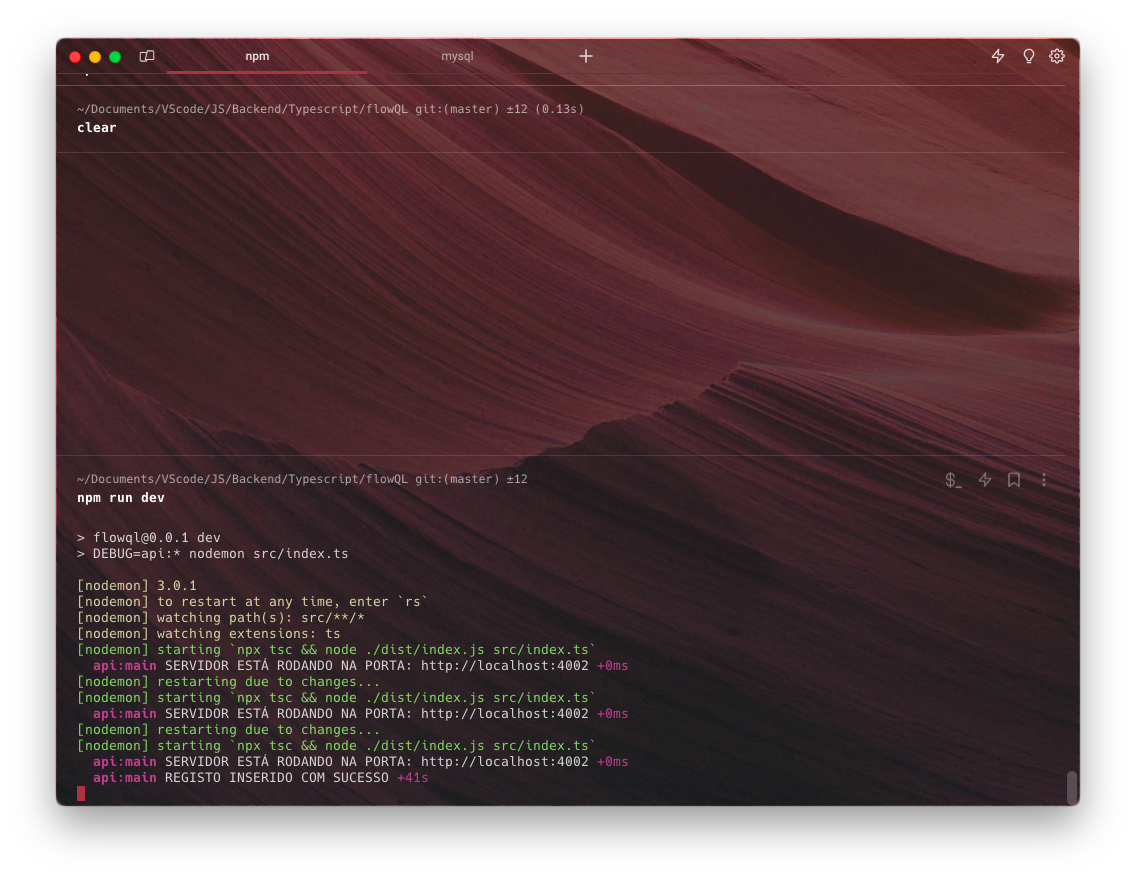 npm
mysql
~/Documents/VScode/JS/Backend/Typescript/flowQL git:(master) ±12 (0.13s)
clear
~/Documents/VScode/JS/Backend/Typescript/flowQL git:(master) ±12
$_
npm run dev
> flowql@0.0.1 dev
> DEBUG=api:* nodemon src/index.ts
[nodemon] 3.0.1
[nodemon] to restart at any time, enter `rs`
[nodemon] watching path(s): src/**/*
[nodemon] watching extensions: ts
[nodemon] starting `npx tsc && node ./dist/index.js src/index.ts`
api:main SERVIDOR ESTÁ RODANDO NA PORTA: http://localhost:4002 +0ms
[nodemon] restarting due to changes...
[nodemon] starting `npx tsc && node ./dist/index.js src/index.ts`
api:main SERVIDOR ESTÁ RODANDO NA PORTA: http://localhost:4002 +0ms
[nodemon] restarting due to changes...
[nodemon] starting `npx tsc && node ./dist/index.js src/index.ts`
api:main SERVIDOR ESTÁ RODANDO NA PORTA: http://localhost:4002 +0ms
api:main REGISTO INSERIDO COM SUCESSO +41s